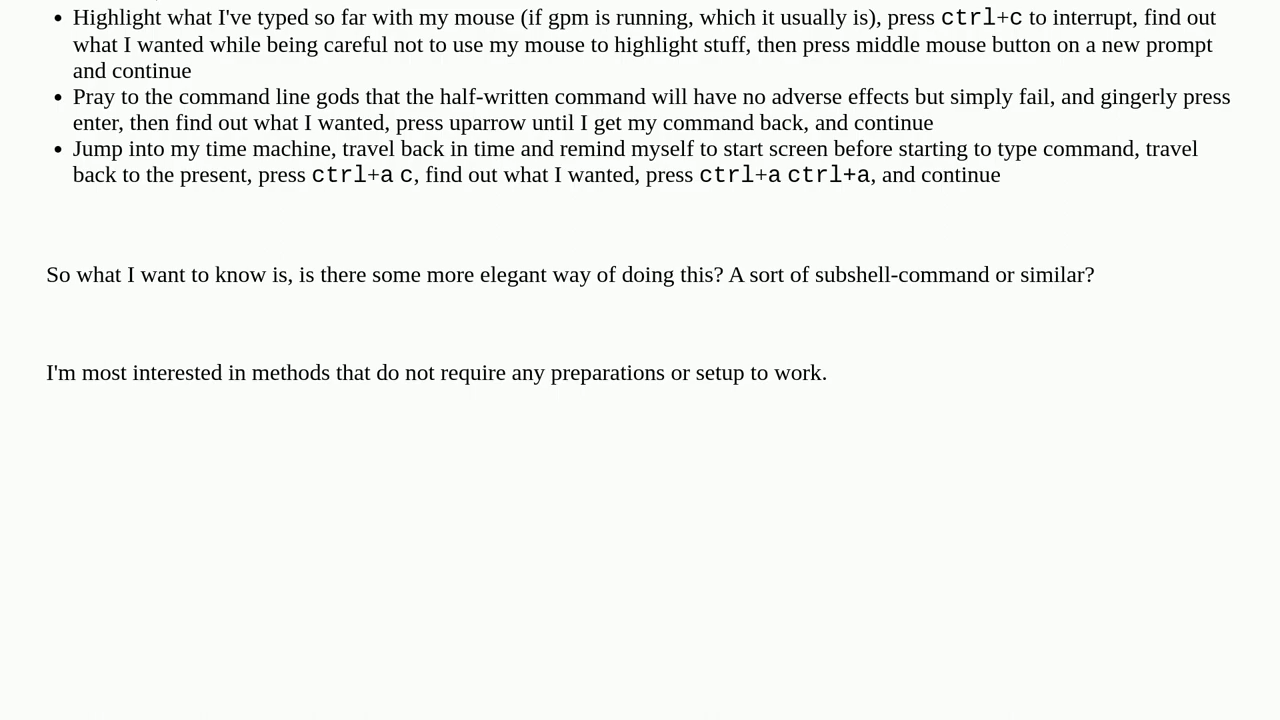 • Highlight what I've typed so far with my mouse (if gpm is running, which it usually is), press ctrl+c to interrupt, find out
what I wanted while being careful not to use my mouse to highlight stuff, then press middle mouse button on a new prompt
and continue
• Pray to the command line gods that the half-written command will have no adverse effects but simply fail, and gingerly press
enter, then find out what I wanted, press uparrow until I get my command back, and continue
• Jump into my time machine, travel back in time and remind myself to start screen before starting to type command, travel
back to the present, press ctrl+a c, find out what I wanted, press ctrl+a ctrl+a, and continue
So what I want to know is, is there some more elegant way of doing this? A sort of subshell-command or similar?
I'm most interested in methods that do not require any preparations or setup to work.